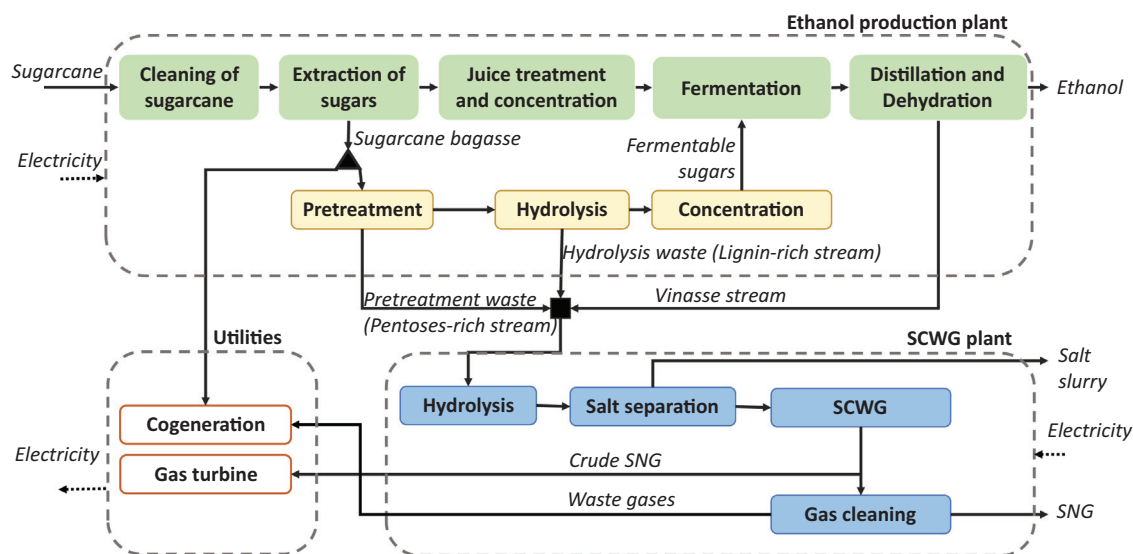 Ethanol production plant
Sugarcane
Cleaning of
sugarcane
Extraction of
sugars
Juice treatment
and concentration
Fermentation
Distillation and
Dehydration
Ethanol
Sugarcane bagasse
Fermentable
sugars
Electricity
Pretreatment
Hydrolysis
Concentration
Hydrolysis waste (Lignin-rich stream)
Pretreatment waste
(Pentoses-rich stream)
Vinasse stream
Utilities
SCWG plant
Salt
slurry
Hydrolysis
Salt separation
SCWG
Cogeneration
Electricity
Electricity
Gas turbine
Crude SNG
Waste gases
Gas cleaning
SNG